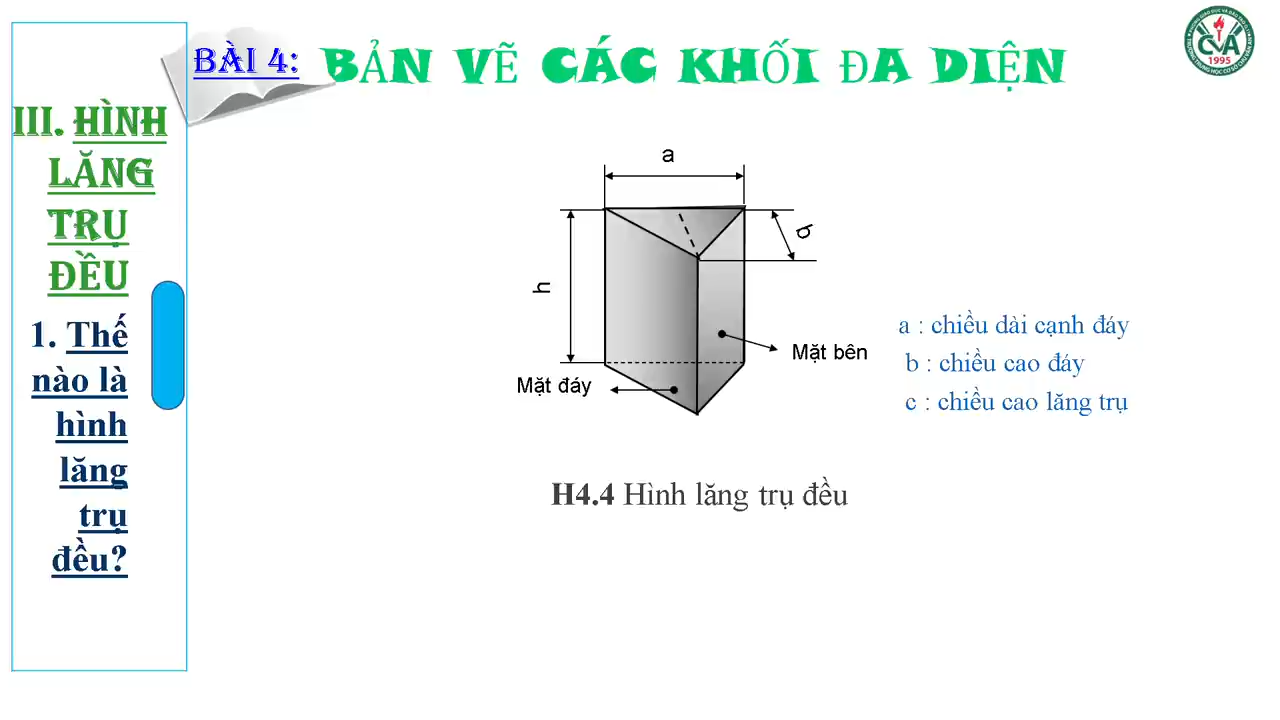 BÀI 4:
BẢN VẼ CÁC KHỐI ĐA DIỆN
CVA
1995
III. HÌNH
LĂNG
TRỤ
ĐỀU
1. Thế
nào là
hình
lăng
trụ
đều?
a
b
h
Mặt bên
Mặt đáy
a : chiều dài cạnh đáy
b : chiều cao đáy
c : chiều cao lăng trụ
H4.4 Hình lăng trụ đều